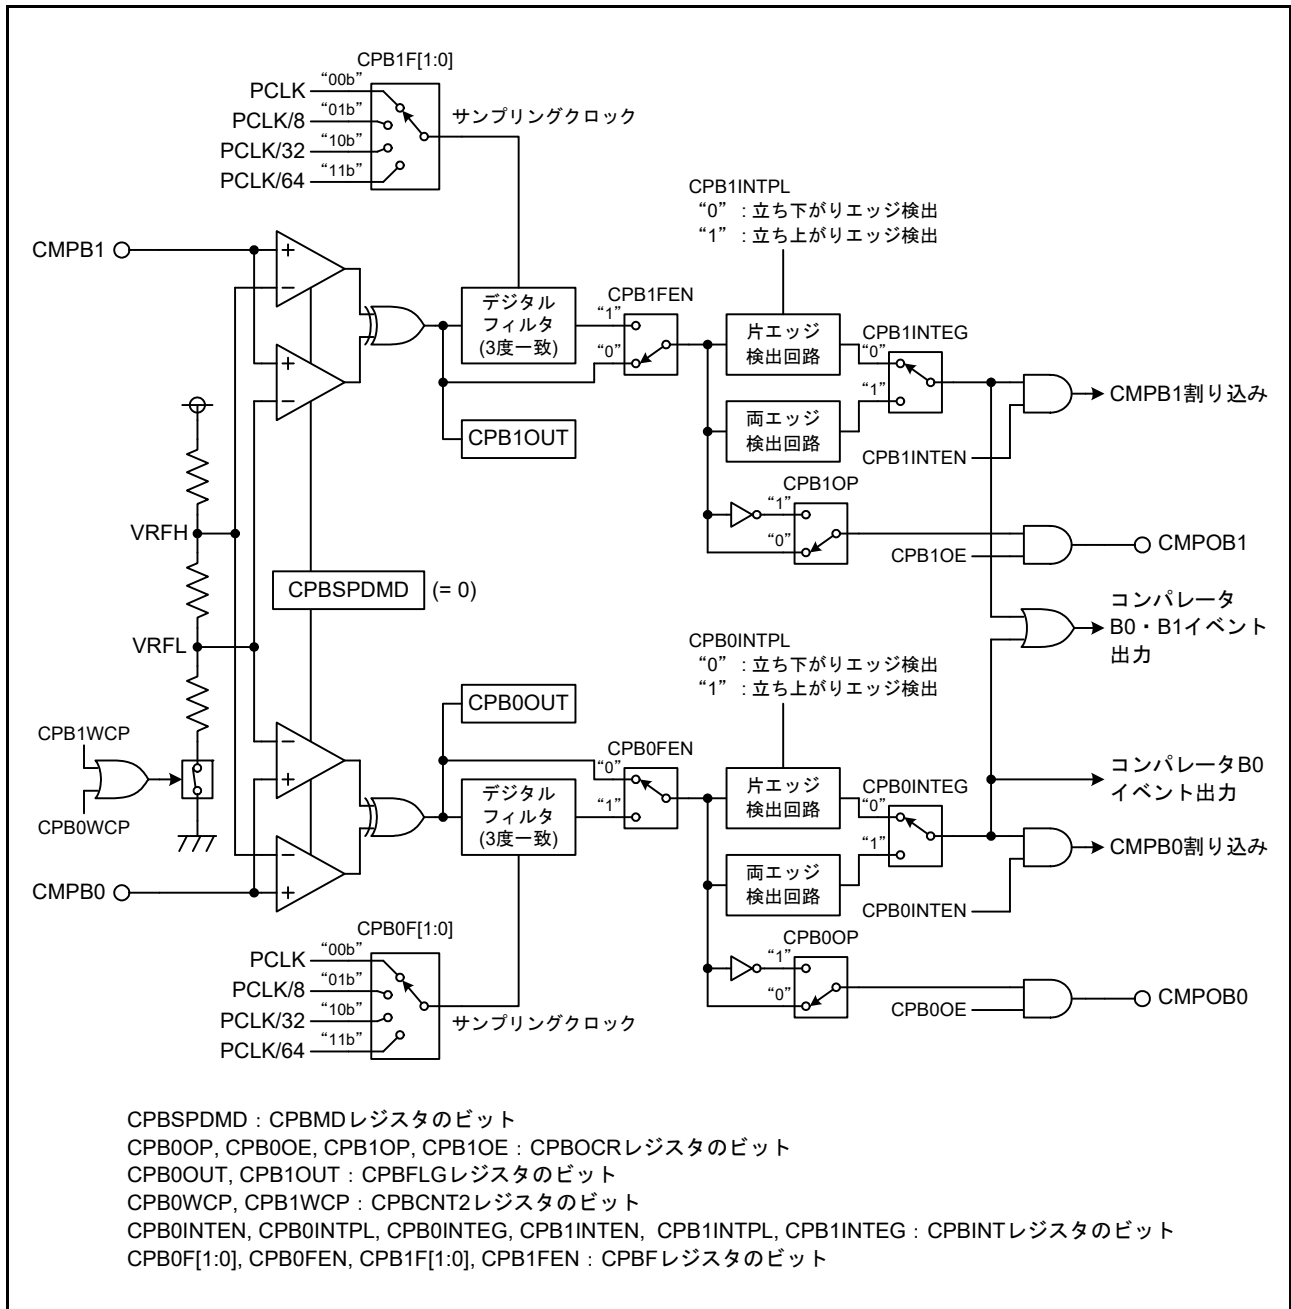 CPB1F[1:0]
PCLK “00b”
PCLK/8 “01b”
PCLK/32 “10b”
PCLK/64 “11b”
サンプリングクロック
CPB1INTPL
“0” : 立ち下がりエッジ検出
“1” : 立ち上がりエッジ検出
CMPB1
+
−
+
−
デジタル
フィルタ
(3度一致)
CPB1FEN
“1”
“0”
片エッジ
検出回路
両エッジ
検出回路
CPB1INTEG
“0”
“1”
CPB1INTEN
CMPB1割り込み
CPB1OUT
CPB1OP
“1”
“0”
CPB1OE
CMPOB1
VRFH
CPBSPDMD (= 0)
VRFL
コンパレータ
B0・B1イベント
出力
CPB0INTPL
“0” : 立ち下がりエッジ検出
“1” : 立ち上がりエッジ検出
CPB0OUT
CPB1WCP
CPB0WCP
−
+
−
+
CMPB0
デジタル
フィルタ
(3度一致)
CPB0FEN
“0”
“1”
片エッジ
検出回路
両エッジ
検出回路
CPB0INTEG
“0”
“1”
CPB0INTEN
コンパレータB0
イベント出力
CMPB0割り込み
CPB0F[1:0]
PCLK “00b”
PCLK/8 “01b”
PCLK/32 “10b”
PCLK/64 “11b”
サンプリングクロック
CPB0OP
“1”
“0”
CPB0OE
CMPOB0
CPBSPDMD : CPBMDレジスタのビット
CPB0OP, CPB0OE, CPB1OP, CPB1OE : CPBOCRレジスタのビット
CPB0OUT, CPB1OUT : CPBFLGレジスタのビット
CPB0WCP, CPB1WCP : CPBCNT2レジスタのビット
CPB0INTEN, CPB0INTPL, CPB0INTEG, CPB1INTEN, CPB1INTPL, CPB1INTEG : CPBINTレジスタのビット
CPB0F[1:0], CPB0FEN, CPB1F[1:0], CPB1FEN : CPBFレジスタのビット